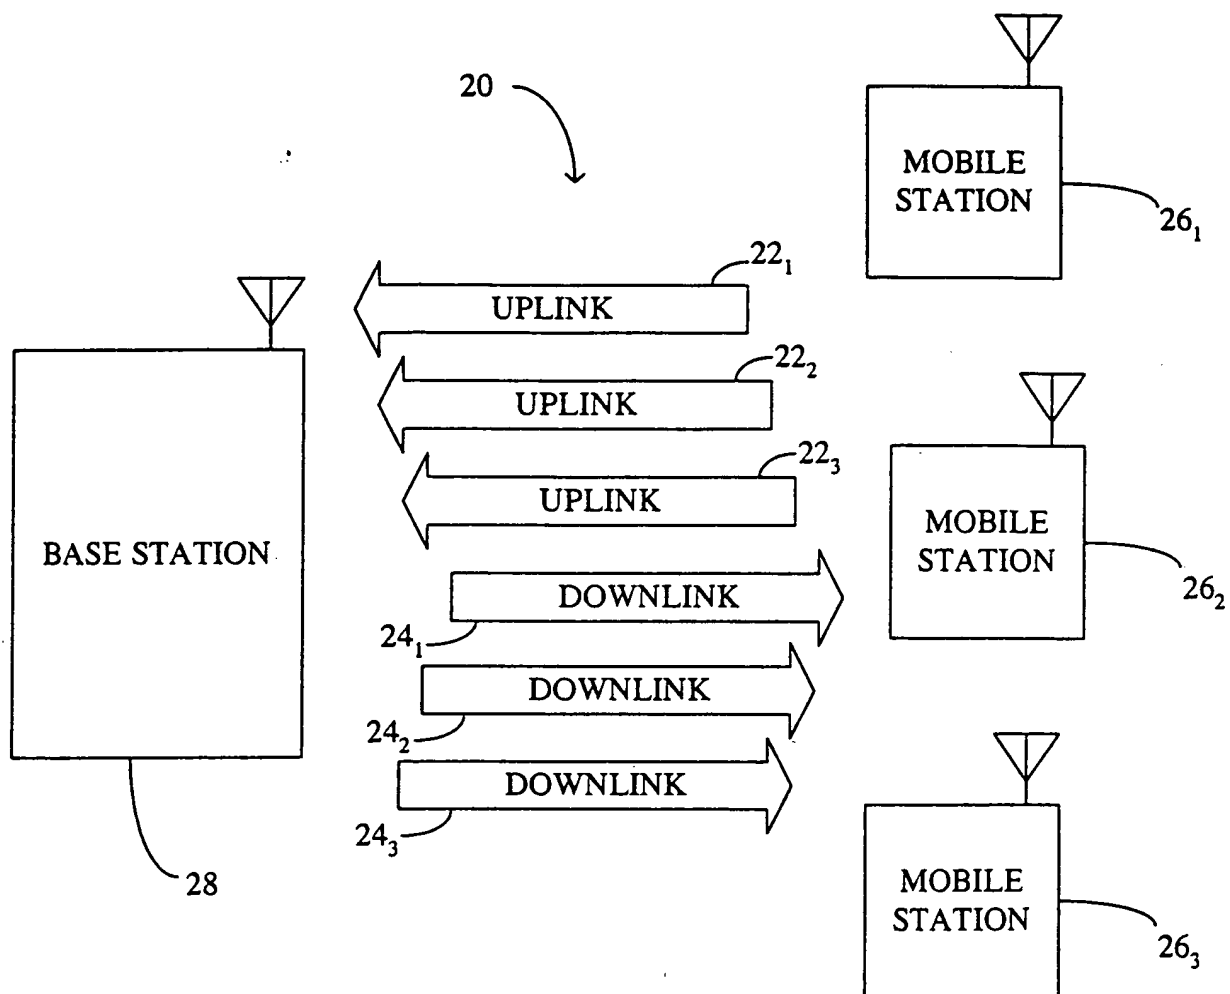 20
MOBILE
STATION
26₁
22₁
UPLINK
22₂
UPLINK
22₃
UPLINK
BASE STATION
MOBILE
STATION
26₂
DOWNLINK
24₁
DOWNLINK
24₂
DOWNLINK
24₃
28
MOBILE
STATION
26₃